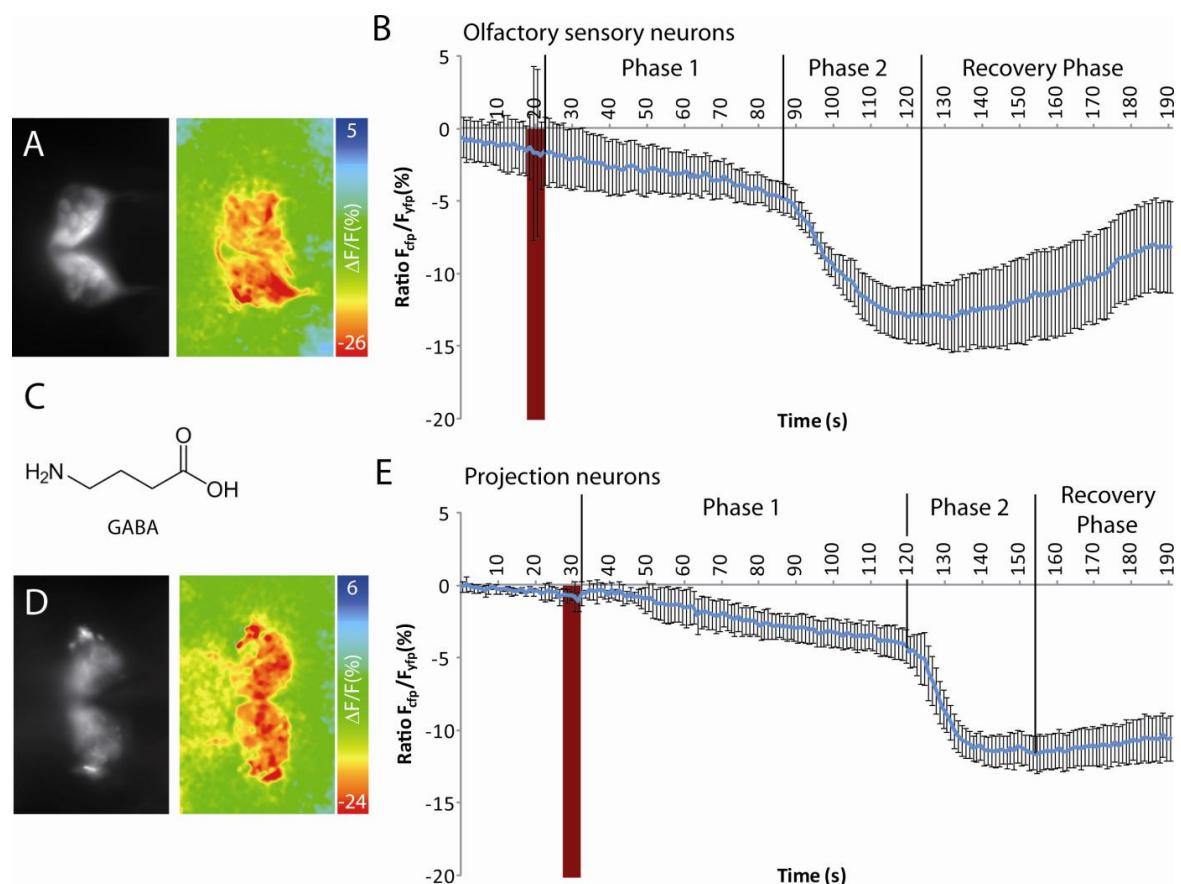 A
5
ΔF/F(%)
-26
B
Olfactory sensory neurons
Phase 1
Phase 2
Recovery Phase
5
0
-5
-10
-15
-20
10
20
30
40
50
60
70
80
90
100
110
120
130
140
150
160
170
180
190
Ratio Fcfp/Fyfp(%)
Time (s)
C
H2N
O
OH
GABA
D
6
ΔF/F(%)
-24
E
Projection neurons
Phase 1
Phase 2
Recovery
Phase
5
0
-5
-10
-15
-20
10
20
30
40
50
60
70
80
90
100
110
120
130
140
150
160
170
180
190
Ratio Fcfp/Fyfp(%)
Time (s)